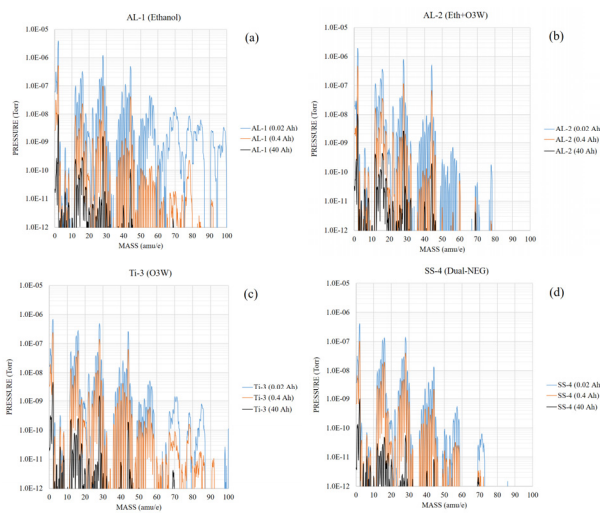 AL-1 (Ethanol)
(a)
1.0E-05
1.0E-06
1.0E-07
1.0E-08
1.0E-09
1.0E-10
1.0E-11
1.0E-12
PRESSURE (Torr)
AL-1 (0.02 Ah)
AL-1 (0.4 Ah)
AL-1 (40 Ah)
0 10 20 30 40 50 60 70 80 90 100
MASS (amu/e)
AL-2 (Eth+O3W)
(b)
1.0E-05
1.0E-06
1.0E-07
1.0E-08
1.0E-09
1.0E-10
1.0E-11
1.0E-12
PRESSURE (Torr)
AL-2 (0.02 Ah)
AL-2 (0.4 Ah)
AL-2 (40 Ah)
0 10 20 30 40 50 60 70 80 90 100
MASS (amu/e)
Ti-3 (O3W)
(c)
1.0E-05
1.0E-06
1.0E-07
1.0E-08
1.0E-09
1.0E-10
1.0E-11
1.0E-12
PRESSURE (Torr)
Ti-3 (0.02 Ah)
Ti-3 (0.4 Ah)
Ti-3 (40 Ah)
0 10 20 30 40 50 60 70 80 90 100
MASS (amu/e)
SS-4 (Dual-NEG)
(d)
1.0E-05
1.0E-06
1.0E-07
1.0E-08
1.0E-09
1.0E-10
1.0E-11
1.0E-12
PRESSURE (Torr)
SS-4 (0.02 Ah)
SS-4 (0.4 Ah)
SS-4 (40 Ah)
0 10 20 30 40 50 60 70 80 90 100
MASS (amu/e)